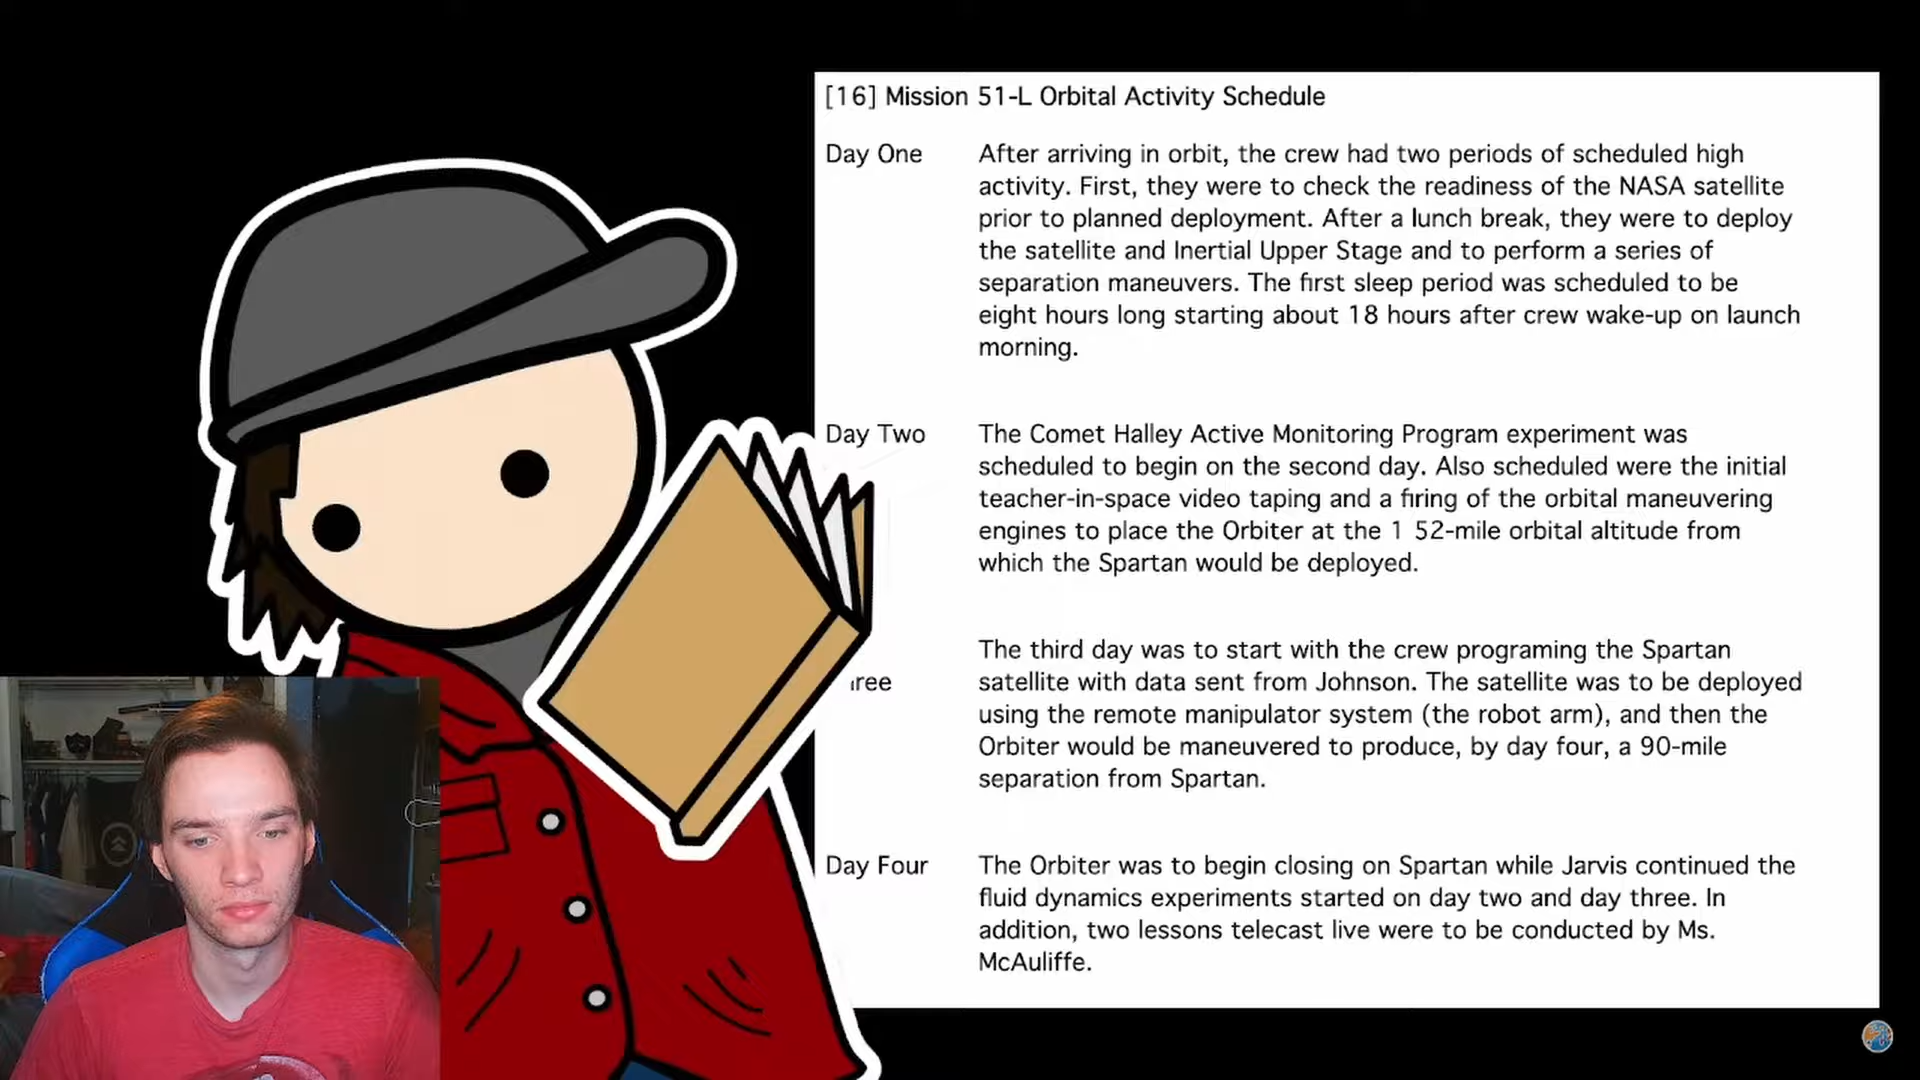 [16] Mission 51-L Orbital Activity Schedule
Day One
After arriving in orbit, the crew had two periods of scheduled high
activity. First, they were to check the readiness of the NASA satellite
prior to planned deployment. After a lunch break, they were to deploy
the satellite and Inertial Upper Stage and to perform a series of
separation maneuvers. The first sleep period was scheduled to be
eight hours long starting about 18 hours after crew wake-up on launch
morning.
Day Two
The Comet Halley Active Monitoring Program experiment was
scheduled to begin on the second day. Also scheduled were the initial
teacher-in-space video taping and a firing of the orbital maneuvering
engines to place the Orbiter at the 1 52-mile orbital altitude from
which the Spartan would be deployed.
The third day was to start with the crew programing the Spartan
satellite with data sent from Johnson. The satellite was to be deployed
using the remote manipulator system (the robot arm), and then the
Orbiter would be maneuvered to produce, by day four, a 90-mile
separation from Spartan.
Day Four
The Orbiter was to begin closing on Spartan while Jarvis continued the
fluid dynamics experiments started on day two and day three. In
addition, two lessons telecast live were to be conducted by Ms.
McAuliffe.